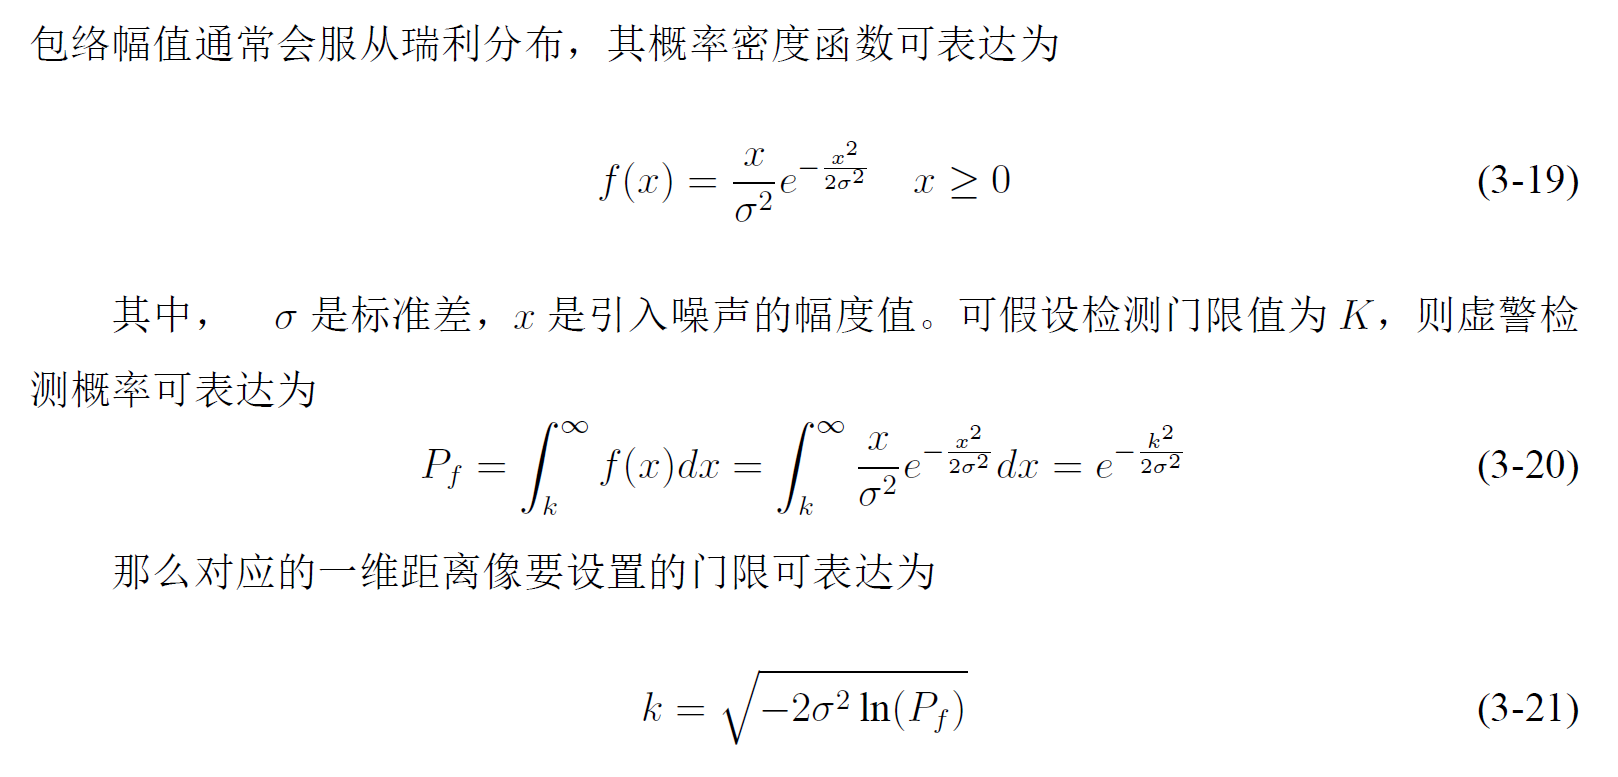 包络幅值通常会服从瑞利分布，其概率密度函数可表达为
f(x) = \frac{x}{\sigma^2} e^{-\frac{x^2}{2\sigma^2}} \quad x \geq 0 (3-19)
其中， σ 是标准差，x 是引入噪声的幅度值。可假设检测门限值为 K，则虚警检
测概率可表达为
P_f = \int_k^\infty f(x)dx = \int_k^\infty \frac{x}{\sigma^2} e^{-\frac{x^2}{2\sigma^2}} dx = e^{-\frac{k^2}{2\sigma^2}} (3-20)
那么对应的一维距离像要设置的门限可表达为
k = \sqrt{-2\sigma^2 \ln(P_f)} (3-21)